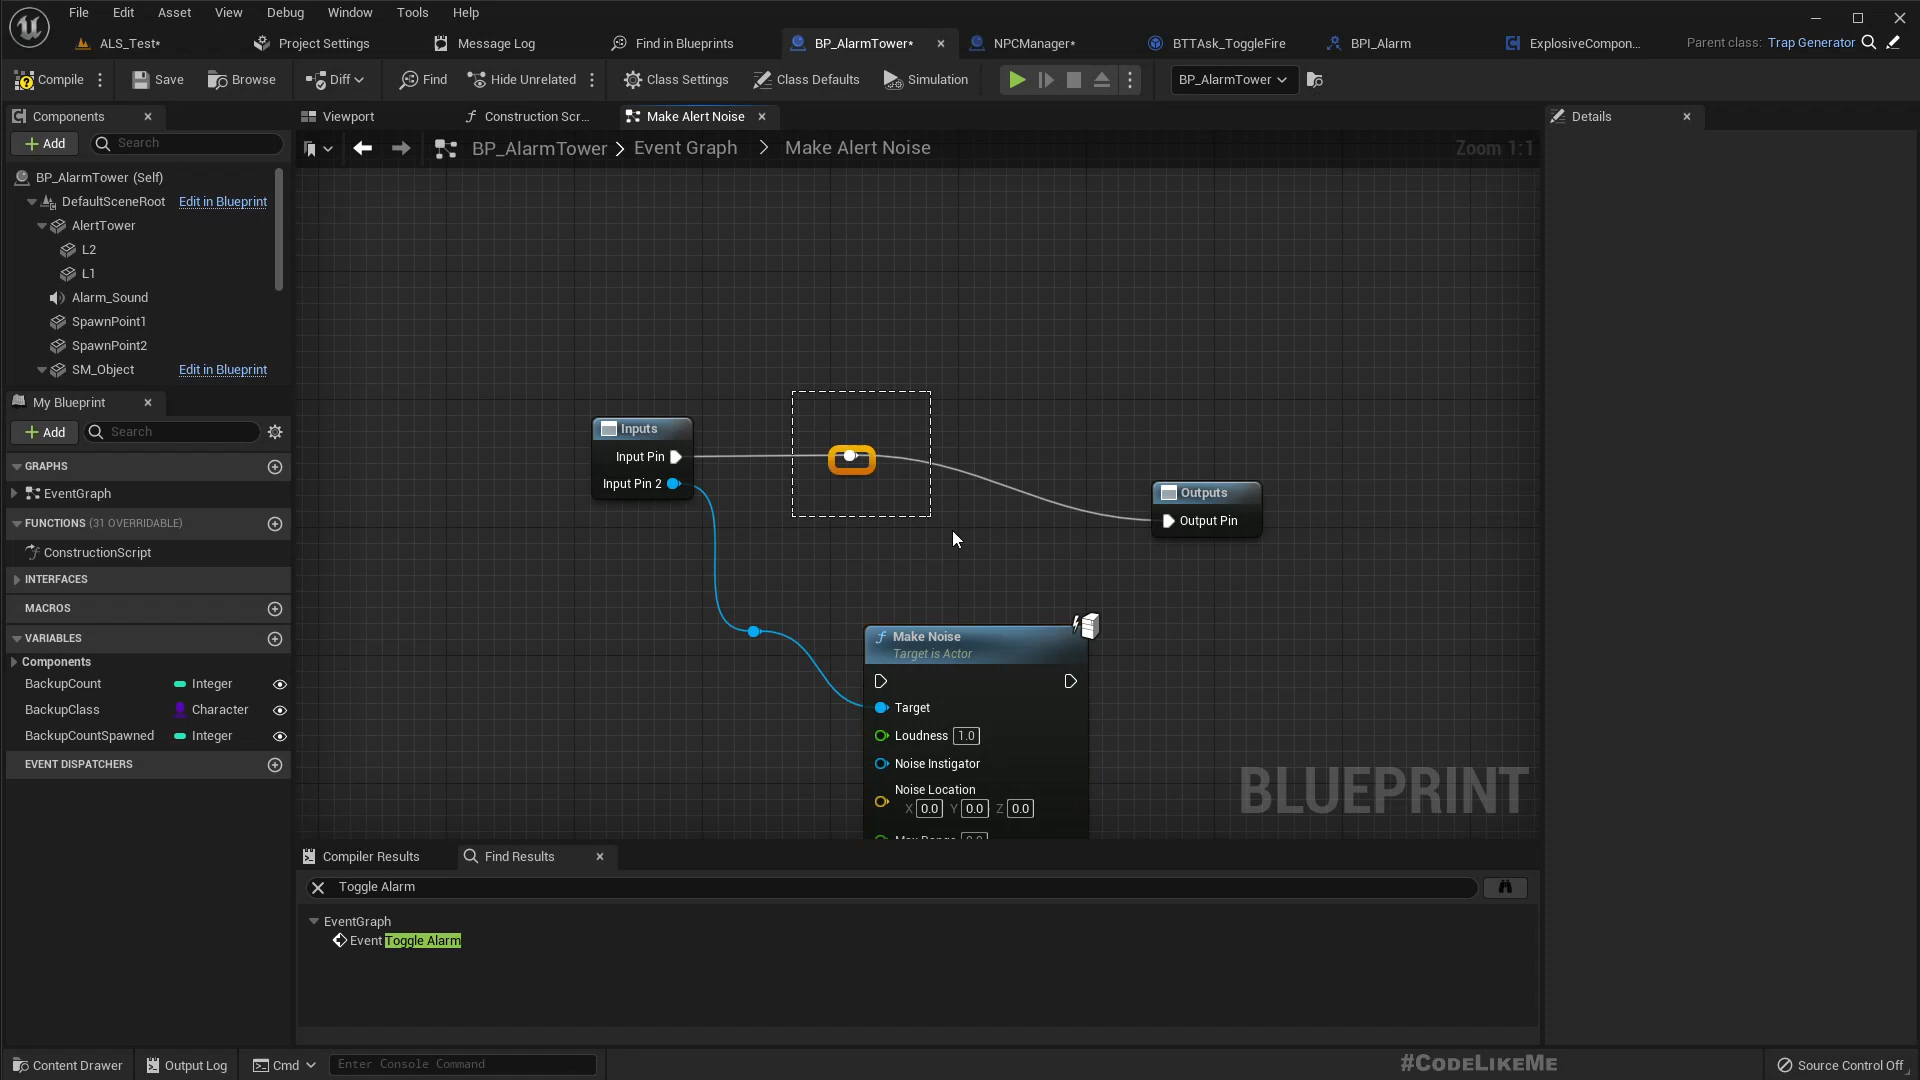 File Edit Asset View Debug Window Tools Help
ALS_Test*
Project Settings
Message Log
Find in Blueprints
BP_AlarmTower*
NPCManager*
BTTAsk_ToggleFire
BPI_Alarm
ExplosiveCompon...
Parent class: Trap Generator
Compile
Save
Browse
Diff
Find
Hide Unrelated
Class Settings
Class Defaults
Simulation
BP_AlarmTower
Components
Viewport
Construction Scr...
Make Alert Noise
Details
Add
Search
BP_AlarmTower > Event Graph > Make Alert Noise
Zoom 1:1
BP_AlarmTower (Self)
DefaultSceneRoot Edit in Blueprint
AlertTower
L2
L1
Alarm_Sound
SpawnPoint1
SpawnPoint2
SM_Object Edit in Blueprint
My Blueprint
Add
Search
GRAPHS
EventGraph
FUNCTIONS (31 OVERRIDABLE)
ConstructionScript
INTERFACES
MACROS
VARIABLES
Components
BackupCount Integer
BackupClass Character
BackupCountSpawned Integer
EVENT DISPATCHERS
Inputs
Input Pin
Input Pin 2
Outputs
Output Pin
Make Noise
Target is Actor
Target
Loudness 1.0
Noise Instigator
Noise Location
X 0.0 Y 0.0 Z 0.0
BLUEPRINT
Compiler Results
Find Results
Toggle Alarm
EventGraph
Event Toggle Alarm
Content Drawer
Output Log
Cmd
Enter Console Command
#CODELIKEME
Source Control Off